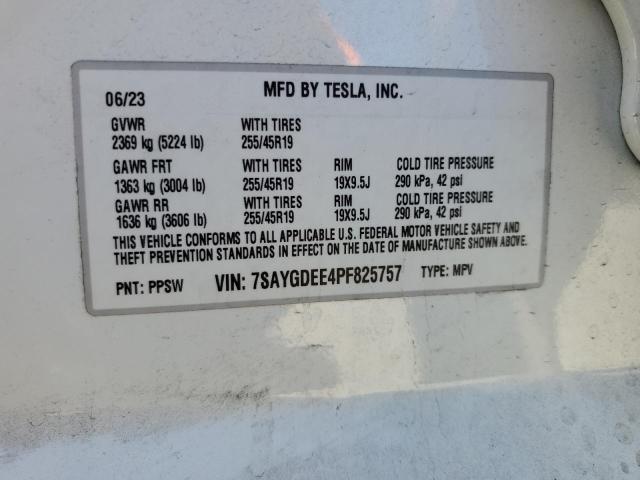 MFD BY TESLA, INC.
06/23
GVWR WITH TIRES
2369 kg (5224 lb) 255/45R19
GAWR FRT WITH TIRES RIM COLD TIRE PRESSURE
1363 kg (3004 lb) 255/45R19 19X9.5J 290 kPa, 42 psi
GAWR RR WITH TIRES RIM COLD TIRE PRESSURE
1636 kg (3606 lb) 255/45R19 19X9.5J 290 kPa, 42 psi
THIS VEHICLE CONFORMS TO ALL APPLICABLE U.S. FEDERAL MOTOR VEHICLE SAFETY AND
THEFT PREVENTION STANDARDS IN EFFECT ON THE DATE OF MANUFACTURE SHOWN ABOVE.
PNT: PPSW VIN: 7SAYGDEE4PF825757 TYPE: MPV